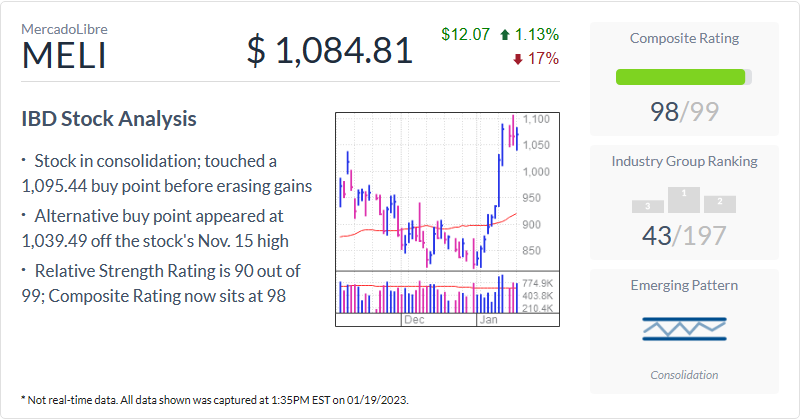 MercadoLibre
MELI
$ 1,084.81
$12.07 1.13%
17%
IBD Stock Analysis
· Stock in consolidation; touched a
1,095.44 buy point before erasing gains
· Alternative buy point appeared at
1,039.49 off the stock's Nov. 15 high
· Relative Strength Rating is 90 out of
99; Composite Rating now sits at 98
1,100
1,050
1,000
950
900
850
774.9K
403.8K
210.4K
Dec Jan
Composite Rating
98/99
Industry Group Ranking
1
2
3
43/197
Emerging Pattern
Consolidation
* Not real-time data. All data shown was captured at 1:35PM EST on 01/19/2023.